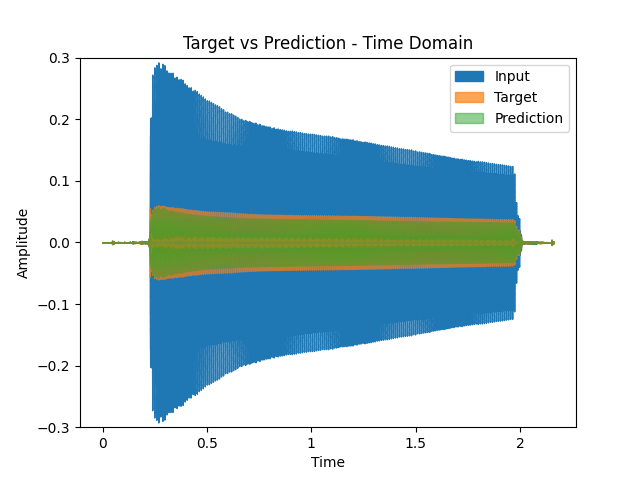 Target vs Prediction - Time Domain
Input
Target
Prediction
Amplitude
0.3
0.2
0.1
0.0
−0.1
−0.2
−0.3
0
0.5
1
1.5
2
Time